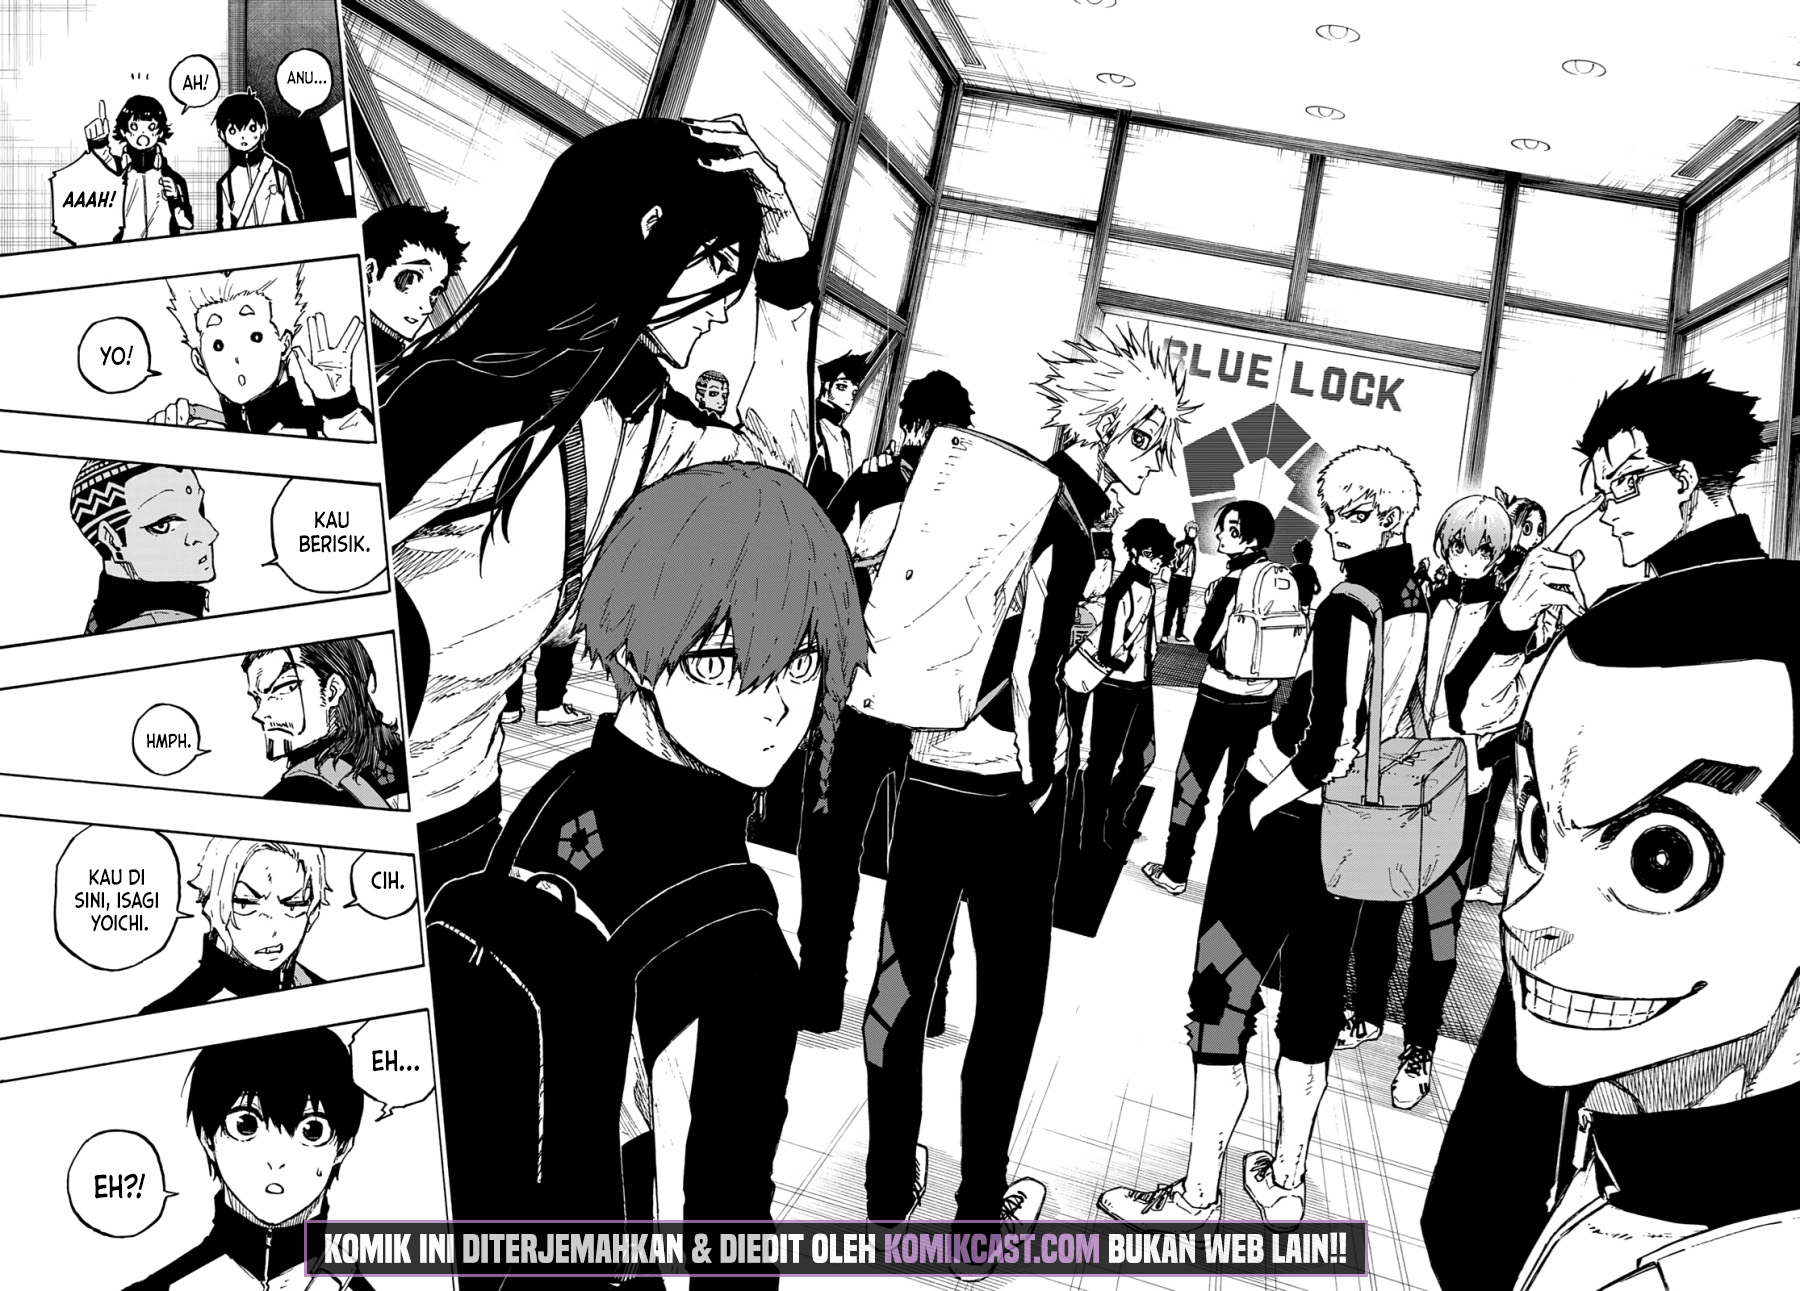 ANU...
AH!
AAAH!
YO!
KAU
BERISIK.
HMPH.
CIH.
KAU DI
SINI, ISAGI
YOICHI.
EH...
EH?!
BLUE LOCK
KOMIK INI DITERJEMAHKAN & DIEDIT OLEH KOMIKCAST.COM BUKAN WEB LAIN!!